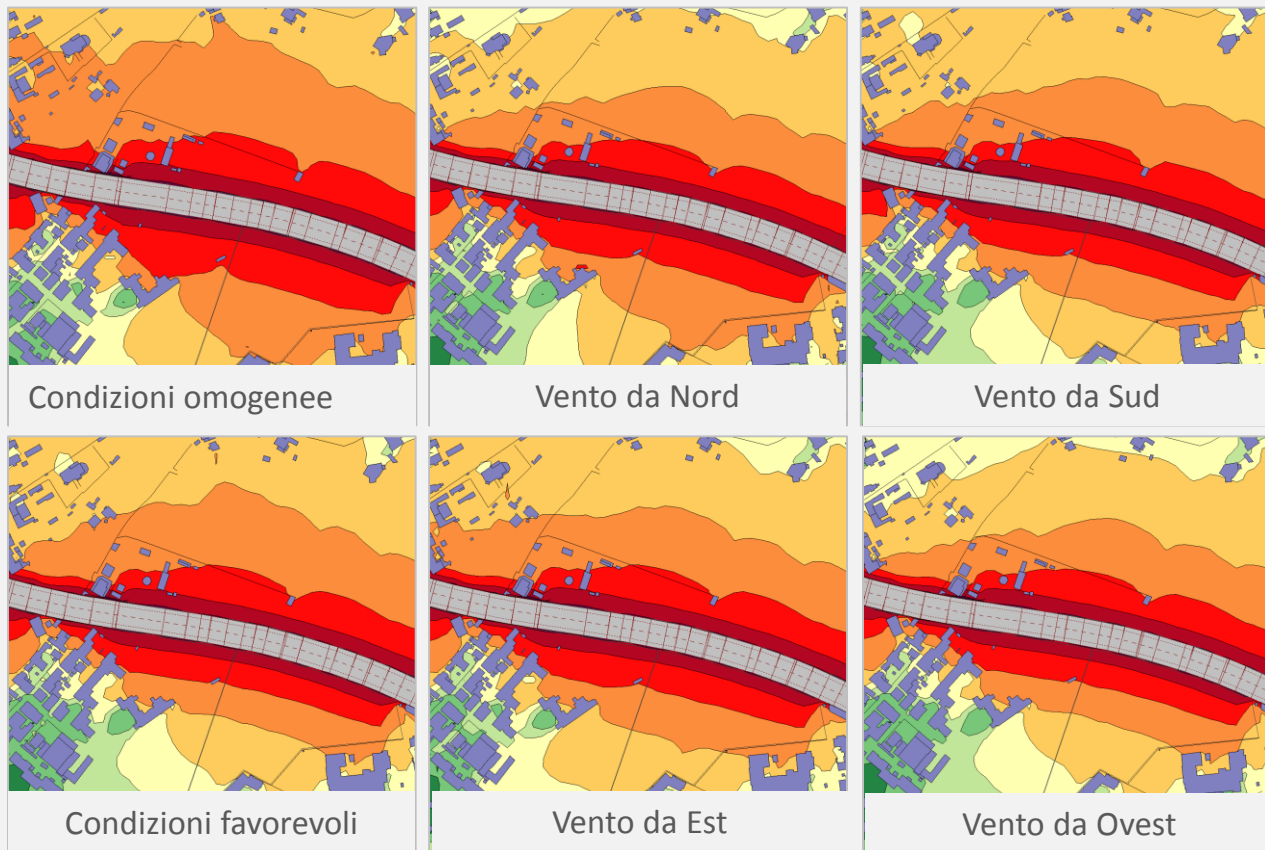 Condizioni omogenee
Vento da Nord
Vento da Sud
Condizioni favorevoli
Vento da Est
Vento da Ovest